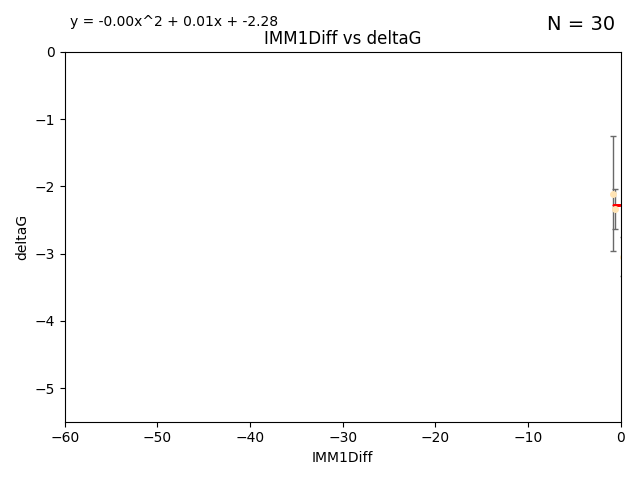 y = -0.00x^2 + 0.01x + -2.28
N = 30
IMM1Diff vs deltaG
0
−1
−2
−3
−4
−5
deltaG
−60 −50 −40 −30 −20 −10 0
IMM1Diff